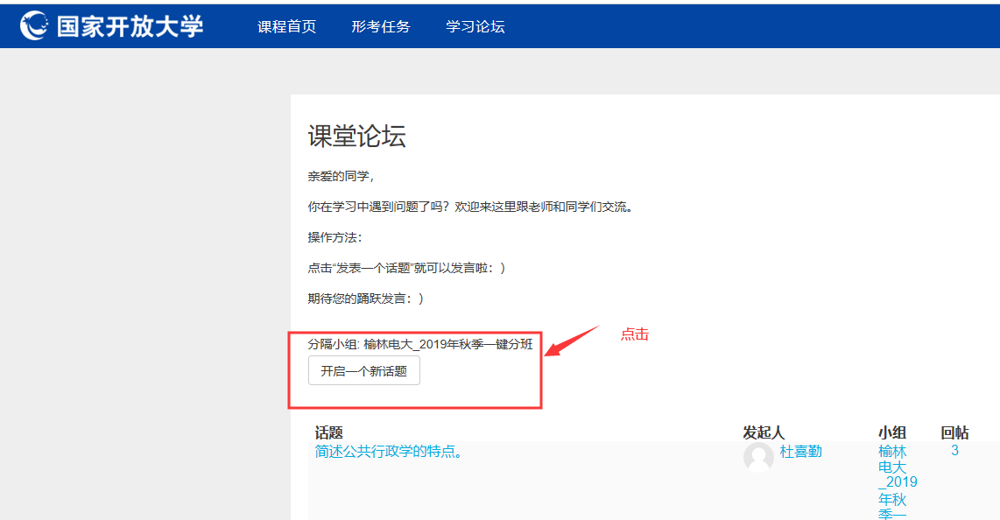 国家开放大学 课程首页 形考任务 学习论坛
课堂论坛
亲爱的同学，
你在学习中遇到问题了吗？欢迎来这里跟老师和同学们交流。
操作方法：
点击“发表一个话题”就可以发言啦：）
期待您的踊跃发言：）
点击
分隔小组: 榆林电大_2019年秋季一键分班
开启一个新话题
话题 发起人 小组 回帖
简述公共行政学的特点。 杜喜勤 榆林 3
电大
_2019
年秋
季一